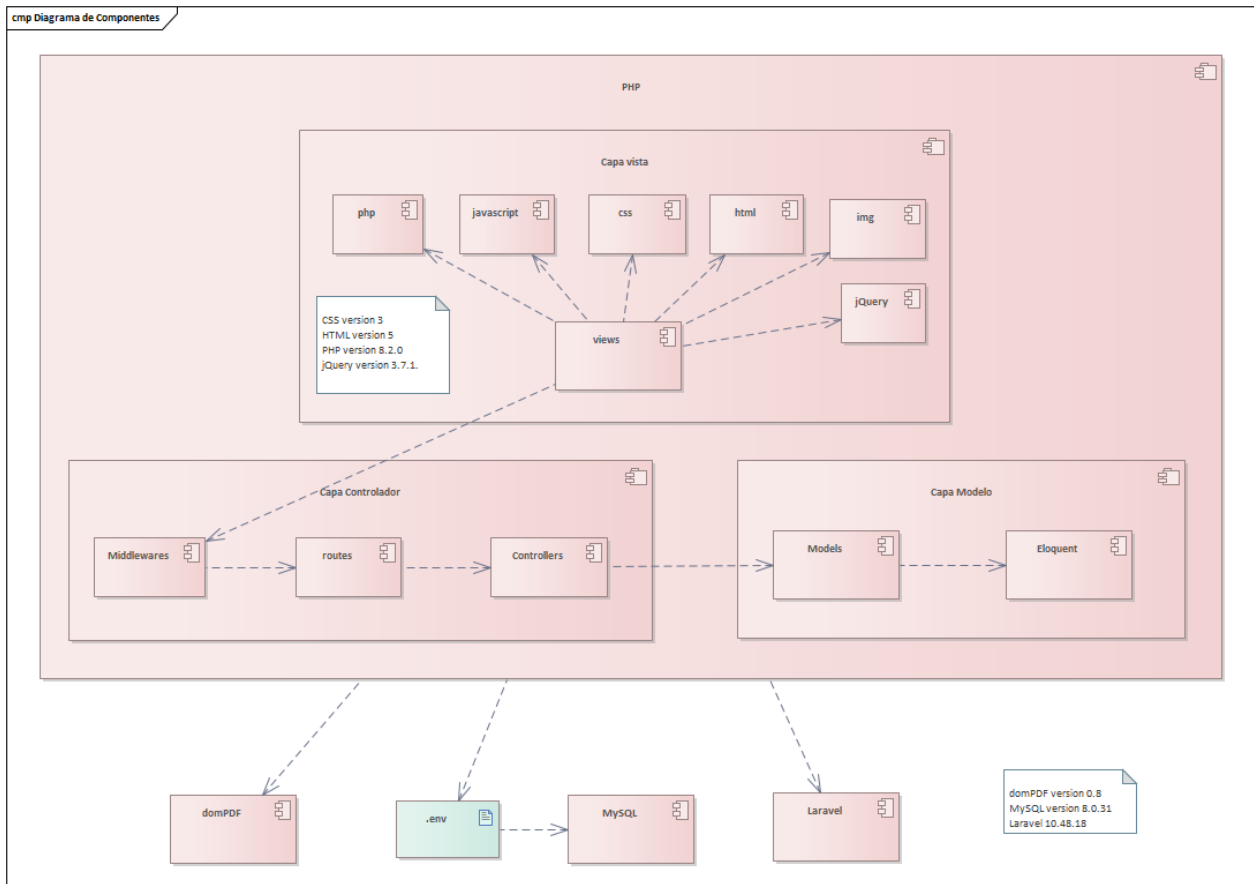 cmp Diagrama de Componentes
PHP
Capa vista
php
javascript
css
html
img
jQuery
CSS version 3
HTML version 5
PHP version 8.2.0
jQuery version 3.7.1.
views
Capa Controlador
Capa Modelo
Middlewares
routes
Controllers
Models
Eloquent
domPDF
.env
MySQL
Laravel
domPDF version 0.8
MySQL version 8.0.31
Laravel 10.48.18